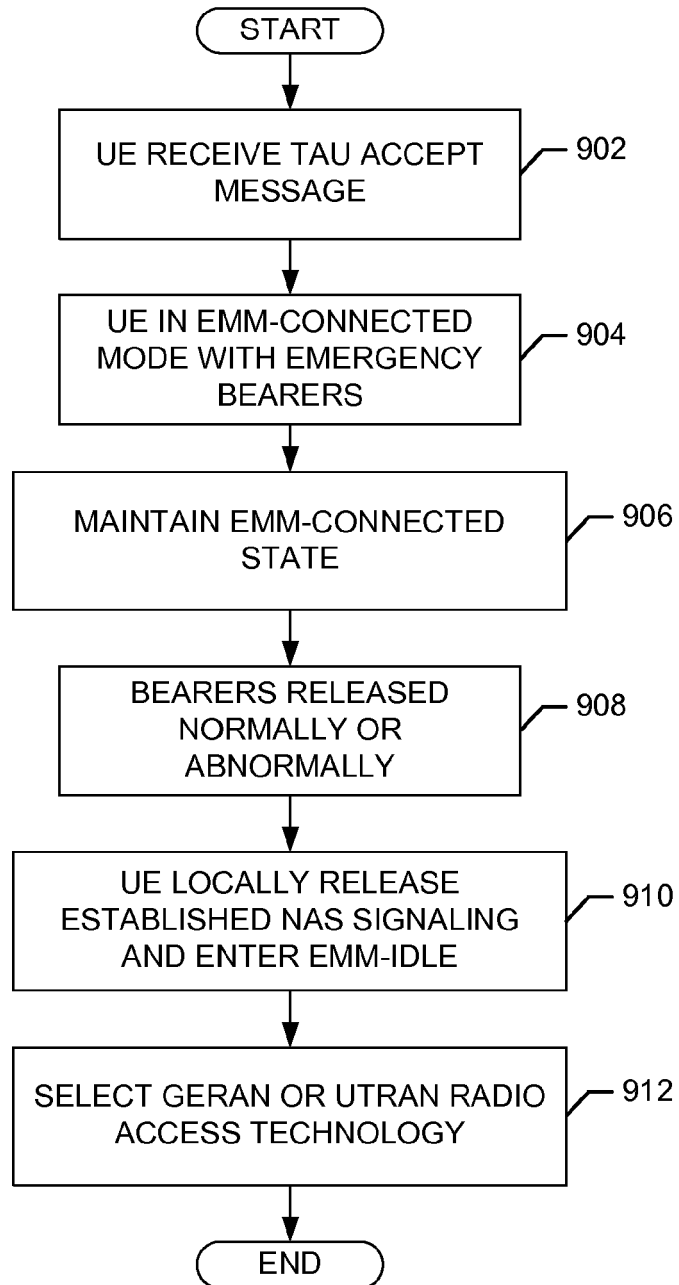 START
UE RECEIVE TAU ACCEPT
MESSAGE
902
UE IN EMM-CONNECTED
MODE WITH EMERGENCY
BEARERS
904
MAINTAIN EMM-CONNECTED
STATE
906
BEARERS RELEASED
NORMALLY OR
ABNORMALLY
908
UE LOCALLY RELEASE
ESTABLISHED NAS SIGNALING
AND ENTER EMM-IDLE
910
SELECT GERAN OR UTRAN RADIO
ACCESS TECHNOLOGY
912
END